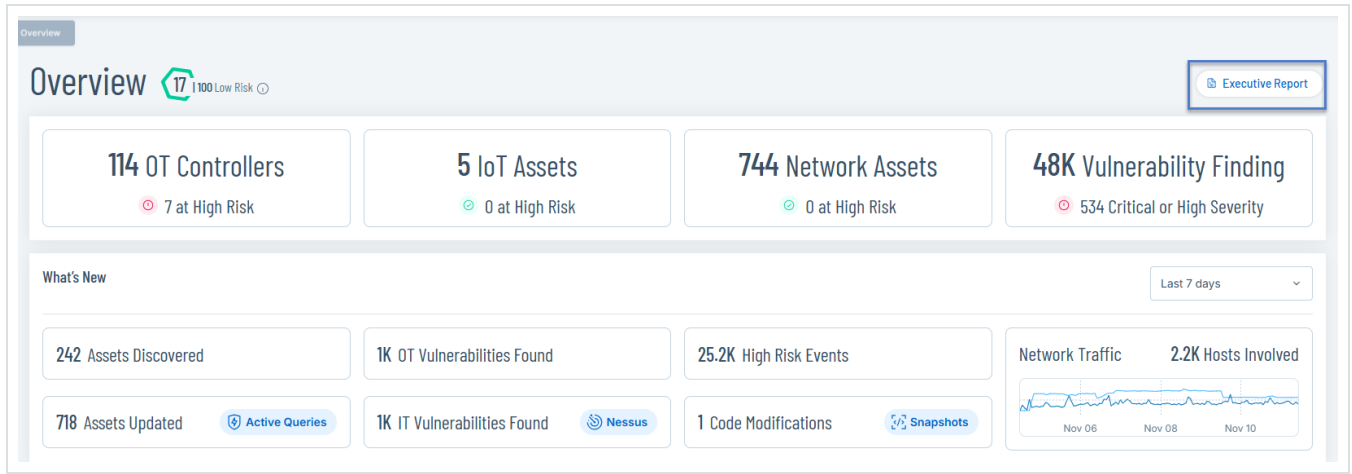 Overview
Overview 17 | 100 Low Risk
Executive Report
114 OT Controllers
7 at High Risk
5 IoT Assets
0 at High Risk
744 Network Assets
0 at High Risk
48K Vulnerability Finding
534 Critical or High Severity
What's New
Last 7 days
242 Assets Discovered
1K OT Vulnerabilities Found
25.2K High Risk Events
Network Traffic 2.2K Hosts Involved
718 Assets Updated Active Queries
1K IT Vulnerabilities Found Nessus
1 Code Modifications Snapshots
Nov 06 Nov 08 Nov 10